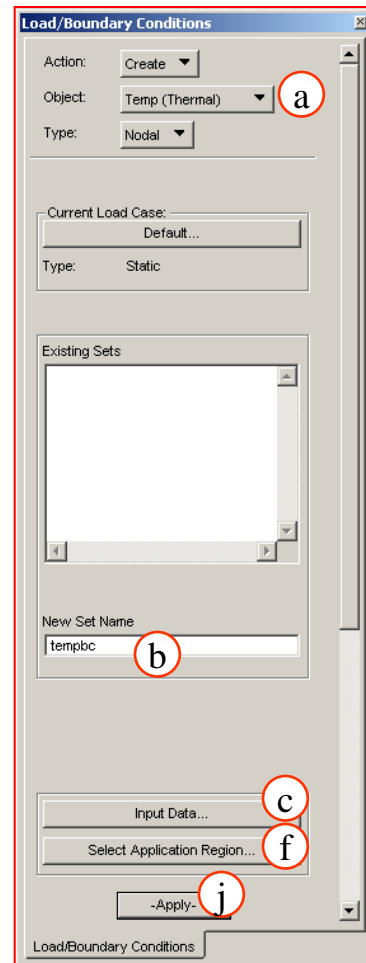 Load/Boundary Conditions
Action: Create
Object: Temp (Thermal) a
Type: Nodal
Current Load Case:
Default...
Type: Static
Existing Sets
New Set Name
tempbc b
Input Data... c
Select Application Region... f
-Apply- j
Load/Boundary Conditions